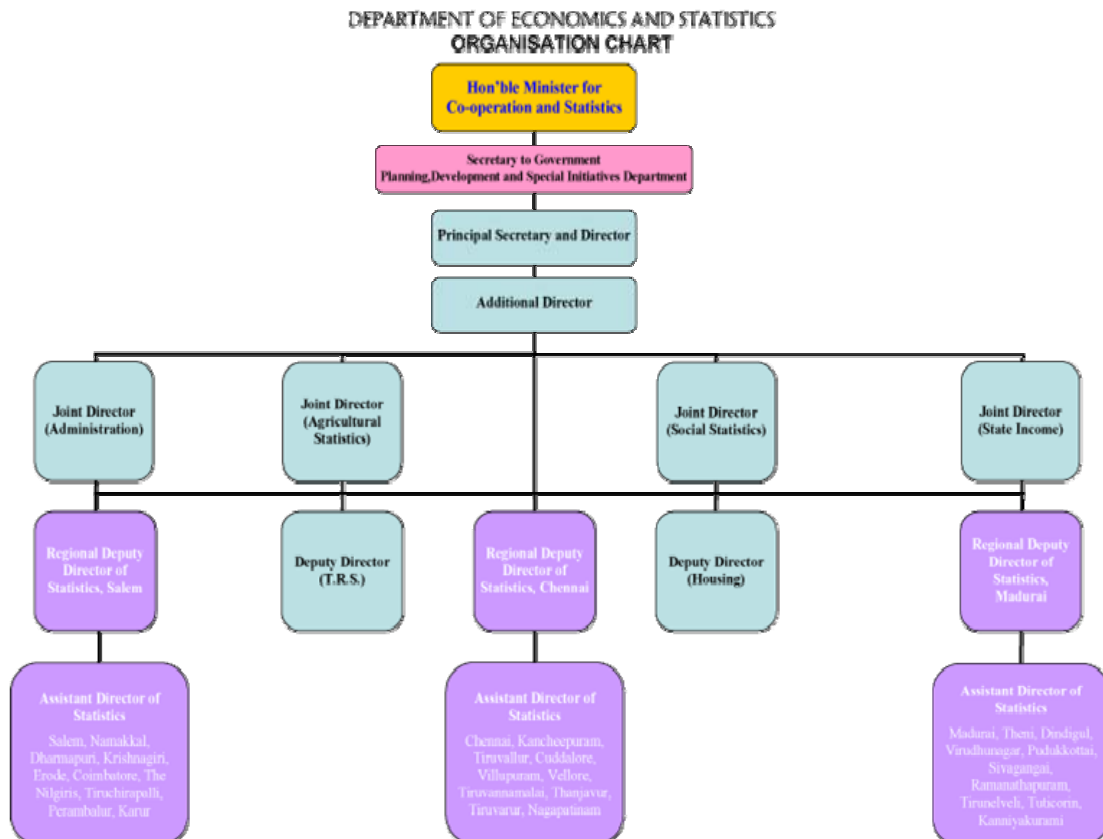 DEPARTMENT OF ECONOMICS AND STATISTICS
ORGANISATION CHART
Hon'ble Minister for
Co-operation and Statistics
Secretary to Government
Planning,Development and Special Initiatives Department
Principal Secretary and Director
Additional Director
Joint Director
(Administration)
Joint Director
(Agricultural
Statistics)
Joint Director
(Social Statistics)
Joint Director
(State Income)
Regional Deputy
Director of
Statistics, Salem
Deputy Director
(T.R.S.)
Regional Deputy
Director of
Statistics, Chennai
Deputy Director
(Housing)
Regional Deputy
Director of
Statistics,
Madurai
Assistant Director of
Statistics
Salem, Namakkal,
Dharmapuri, Krishnagiri,
Erode, Coimbatore, The
Nilgiris, Tiruchirapalli,
Perambalur, Karur
Assistant Director of
Statistics
Chennai, Kancheepuram,
Tiruvallur, Cuddalore,
Villupuram, Vellore,
Tiruvannamalai, Thanjavur,
Tiruvarur, Nagapatinam
Assistant Director of
Statistics
Madurai, Theni, Dindigul,
Virudhunagar, Pudukkottai,
Sivagangai,
Ramanathapuram,
Tirunelveli, Tuticorin,
Kanniyakurami